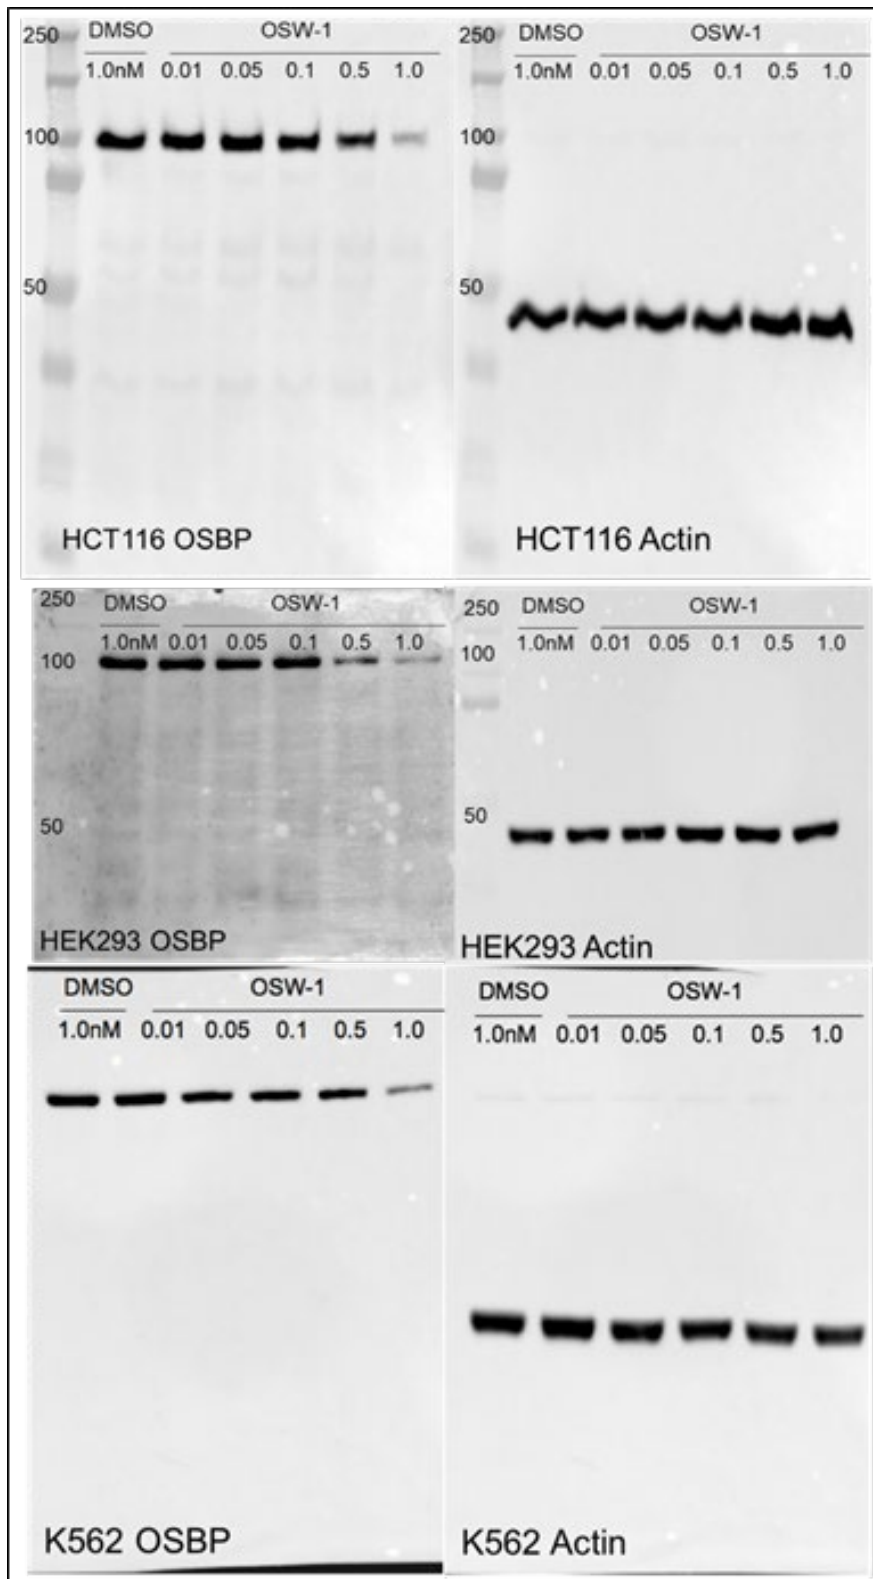 250 DMSO OSW-1
1.0nM 0.01 0.05 0.1 0.5 1.0
100
50
HCT116 OSBP
250 DMSO OSW-1
1.0nM 0.01 0.05 0.1 0.5 1.0
100
50
HCT116 Actin
250 DMSO OSW-1
1.0nM 0.01 0.05 0.1 0.5 1.0
100
50
HEK293 OSBP
250 DMSO OSW-1
1.0nM 0.01 0.05 0.1 0.5 1.0
100
50
HEK293 Actin
DMSO OSW-1
1.0nM 0.01 0.05 0.1 0.5 1.0
K562 OSBP
DMSO OSW-1
1.0nM 0.01 0.05 0.1 0.5 1.0
K562 Actin